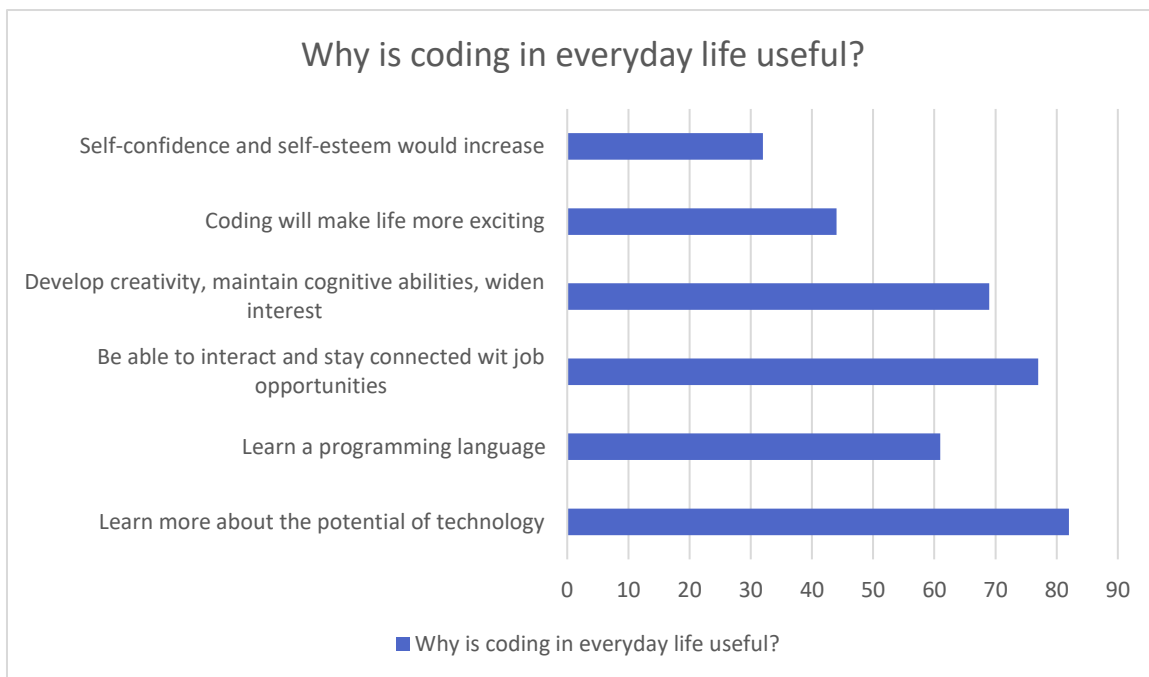 Why is coding in everyday life useful?
Self-confidence and self-esteem would increase
Coding will make life more exciting
Develop creativity, maintain cognitive abilities, widen
interest
Be able to interact and stay connected wit job
opportunities
Learn a programming language
Learn more about the potential of technology
0 10 20 30 40 50 60 70 80 90
Why is coding in everyday life useful?